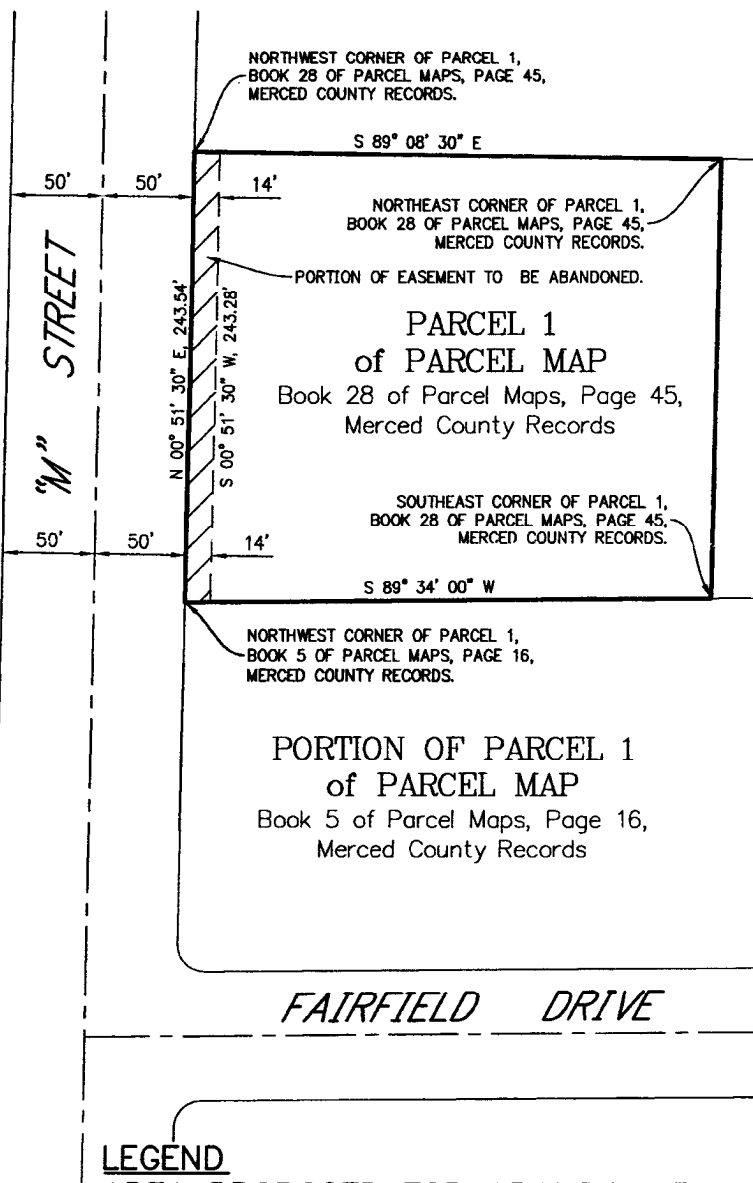 NORTHWEST CORNER OF PARCEL 1,
BOOK 28 OF PARCEL MAPS, PAGE 45,
MERCED COUNTY RECORDS.
S 89° 08' 30" E
50'
50'
14'
NORTHEAST CORNER OF PARCEL 1,
BOOK 28 OF PARCEL MAPS, PAGE 45,
MERCED COUNTY RECORDS.
PORTION OF EASEMENT TO BE ABANDONED.
"M" STREET
N 00° 51' 30" E, 243.54'
S 00° 51' 30" W, 243.28'
PARCEL 1
of PARCEL MAP
Book 28 of Parcel Maps, Page 45,
Merced County Records
SOUTHEAST CORNER OF PARCEL 1,
BOOK 28 OF PARCEL MAPS, PAGE 45,
MERCED COUNTY RECORDS.
50'
50'
14'
S 89° 34' 00" W
NORTHWEST CORNER OF PARCEL 1,
BOOK 5 OF PARCEL MAPS, PAGE 16,
MERCED COUNTY RECORDS.
PORTION OF PARCEL 1
of PARCEL MAP
Book 5 of Parcel Maps, Page 16,
Merced County Records
FAIRFIELD DRIVE
LEGEND